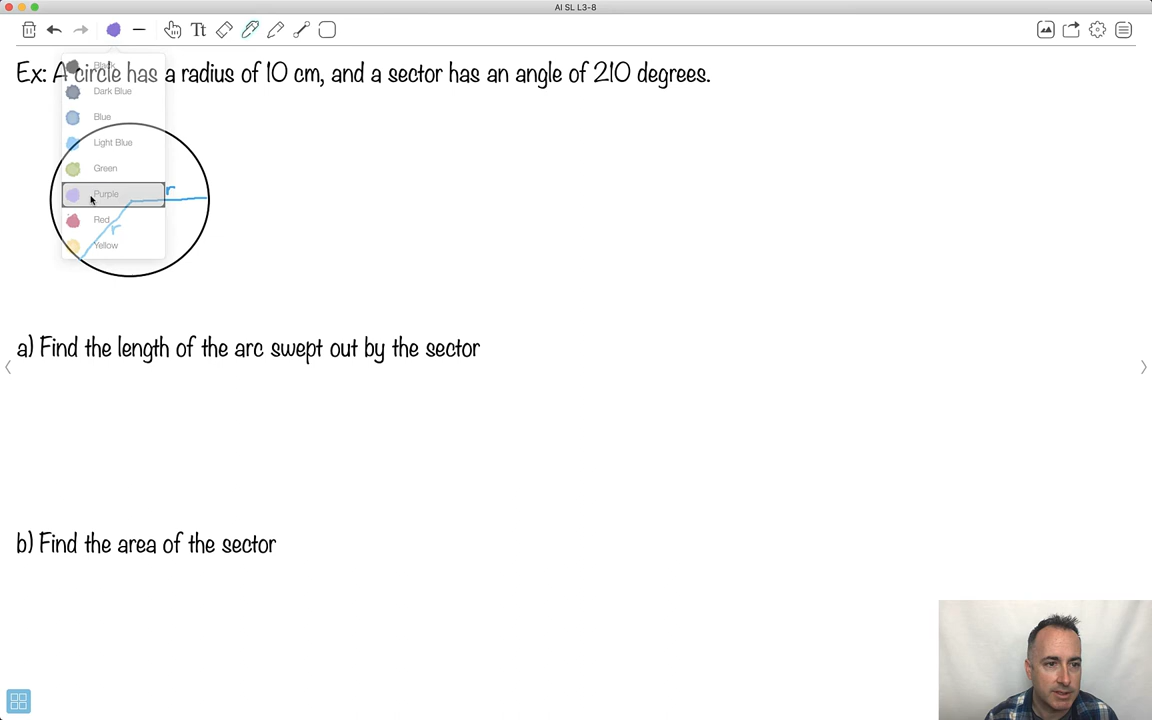 AI SL L3-8
Tt
Ex: A circle has a radius of 10 cm, and a sector has an angle of 210 degrees.
Black
Dark Blue
Blue
Light Blue
Green
Purple
r
Red
r
Yellow
a) Find the length of the arc swept out by the sector
b) Find the area of the sector